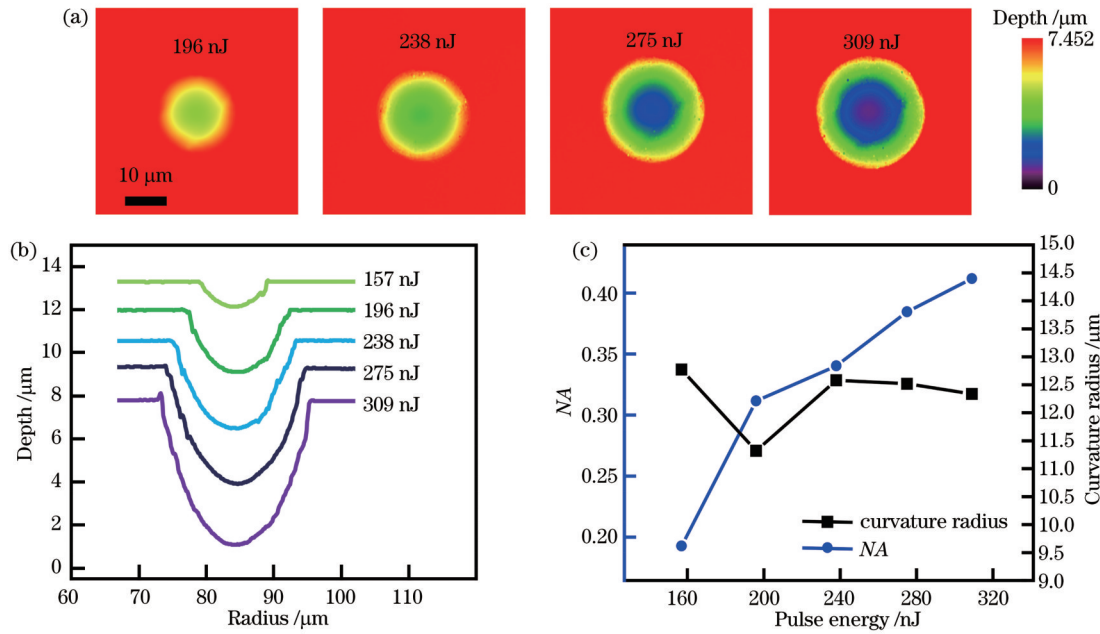 (a)
196 nJ
238 nJ
275 nJ
309 nJ
Depth /μm
7.452
0
10 μm
(b)
14
12
10
8
6
4
2
0
Depth /μm
157 nJ
196 nJ
238 nJ
275 nJ
309 nJ
60
70
80
90
100
110
Radius /μm
(c)
0.40
0.35
0.30
0.25
0.20
NA
15.0
14.5
14.0
13.5
13.0
12.5
12.0
11.5
11.0
10.5
10.0
9.5
9.0
Curvature radius /μm
curvature radius
NA
160
200
240
280
320
Pulse energy /nJ